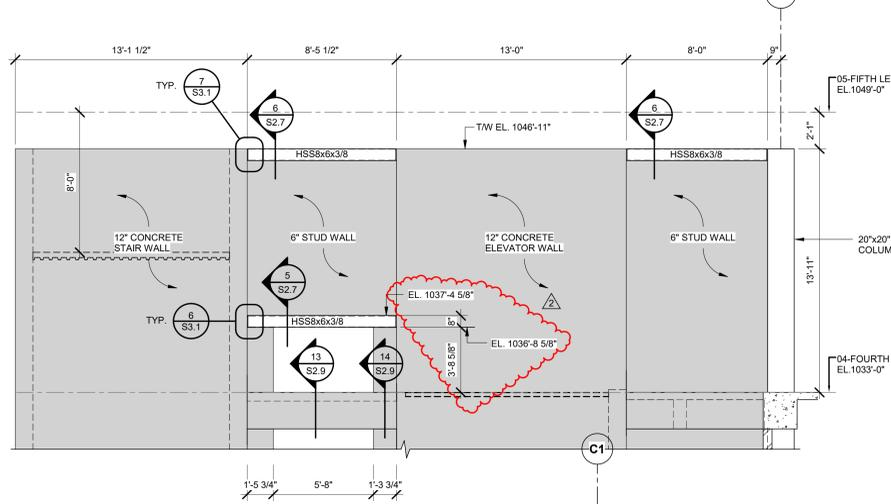 13'-1 1/2"
8'-5 1/2"
13'-0"
8'-0"
9"
05-FIFTH LE
EL.1049'-0"
TYP.
7
S3.1
6
S2.7
6
S2.7
T/W EL. 1046'-11"
2'-1"
HSS8x6x3/8
HSS8x6x3/8
8'-0"
12" CONCRETE
STAIR WALL
6" STUD WALL
12" CONCRETE
ELEVATOR WALL
6" STUD WALL
20"x20"
COLUM
13'-11"
5
S2.7
EL. 1037'-4 5/8"
2
TYP.
6
S3.1
HSS8x6x3/8
8"
EL. 1036'-8 5/8"
13
S2.9
14
S2.9
3'-8 5/8"
04-FOURTH
EL.1033'-0"
C1
1'-5 3/4"
5'-8"
1'-3 3/4"